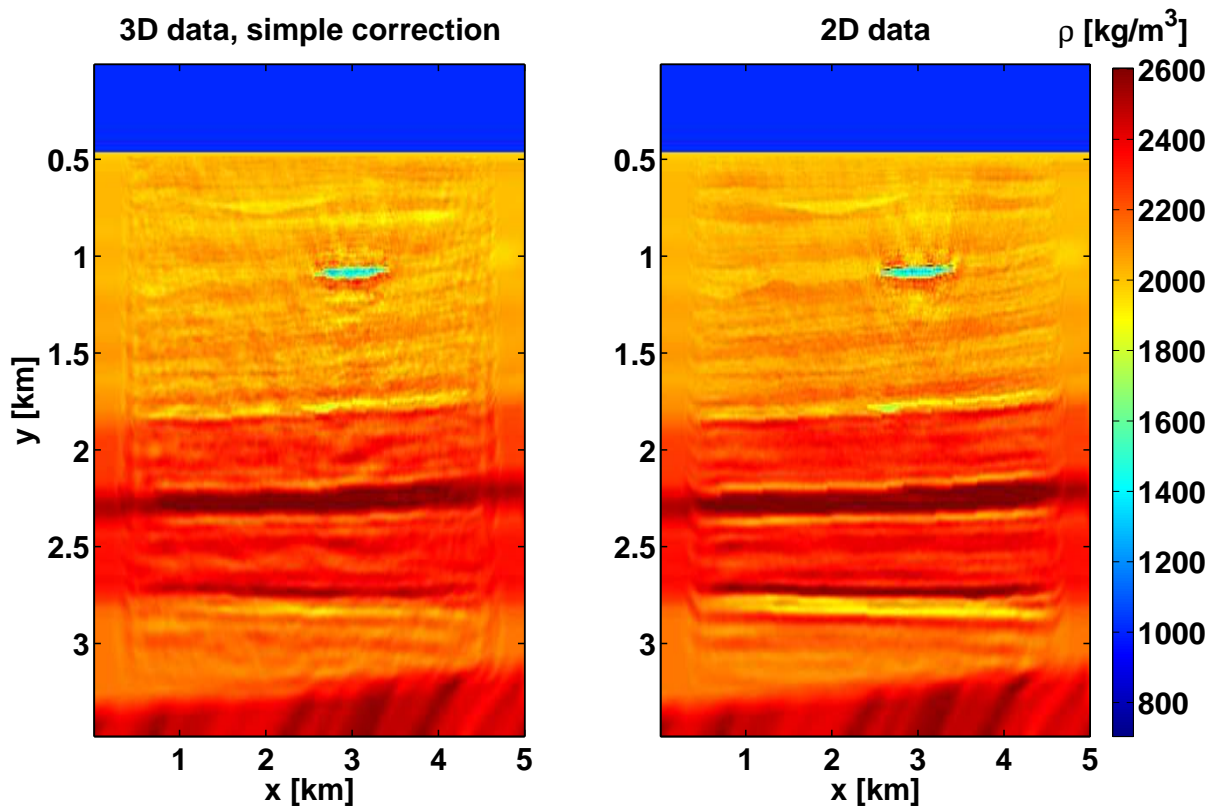 3D data, simple correction
2D data
ρ [kg/m³]
0.5
1
1.5
2
2.5
3
y [km]
1 2 3 4 5
x [km]
0.5
1
1.5
2
2.5
3
1 2 3 4 5
x [km]
2600
2400
2200
2000
1800
1600
1400
1200
1000
800